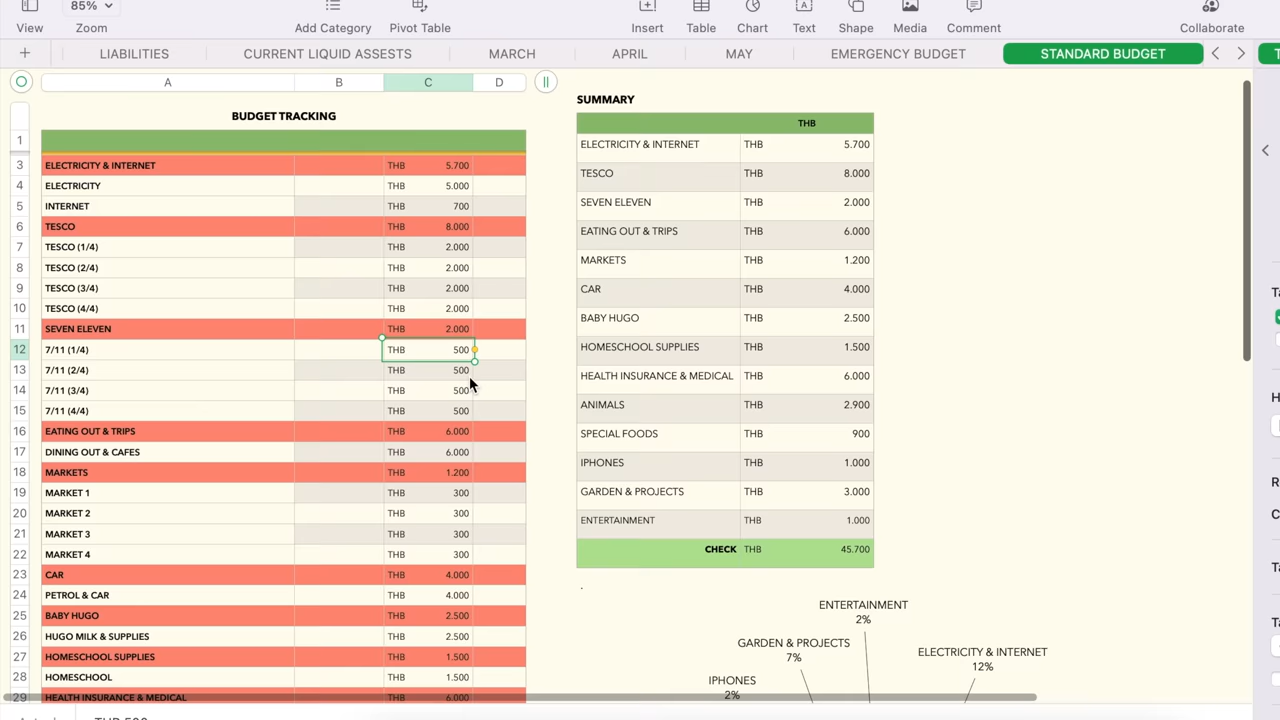 85%
View Zoom Add Category Pivot Table Insert Table Chart Text Shape Media Comment Collaborate
+ LIABILITIES CURRENT LIQUID ASSESTS MARCH APRIL MAY EMERGENCY BUDGET STANDARD BUDGET
A B C D
BUDGET TRACKING
1
3 ELECTRICITY & INTERNET THB 5.700
4 ELECTRICITY THB 5.000
5 INTERNET THB 700
6 TESCO THB 8.000
7 TESCO (1/4) THB 2.000
8 TESCO (2/4) THB 2.000
9 TESCO (3/4) THB 2.000
10 TESCO (4/4) THB 2.000
11 SEVEN ELEVEN THB 2.000
12 7/11 (1/4) THB 500
13 7/11 (2/4) THB 500
14 7/11 (3/4) THB 500
15 7/11 (4/4) THB 500
16 EATING OUT & TRIPS THB 6.000
17 DINING OUT & CAFES THB 6.000
18 MARKETS THB 1.200
19 MARKET 1 THB 300
20 MARKET 2 THB 300
21 MARKET 3 THB 300
22 MARKET 4 THB 300
23 CAR THB 4.000
24 PETROL & CAR THB 4.000
25 BABY HUGO THB 2.500
26 HUGO MILK & SUPPLIES THB 2.500
27 HOMESCHOOL SUPPLIES THB 1.500
28 HOMESCHOOL THB 1.500
29 HEALTH INSURANCE & MEDICAL THB 6.000
SUMMARY
THB
ELECTRICITY & INTERNET THB 5.700
TESCO THB 8.000
SEVEN ELEVEN THB 2.000
EATING OUT & TRIPS THB 6.000
MARKETS THB 1.200
CAR THB 4.000
BABY HUGO THB 2.500
HOMESCHOOL SUPPLIES THB 1.500
HEALTH INSURANCE & MEDICAL THB 6.000
ANIMALS THB 2.900
SPECIAL FOODS THB 900
IPHONES THB 1.000
GARDEN & PROJECTS THB 3.000
ENTERTAINMENT THB 1.000
CHECK THB 45.700
.
ENTERTAINMENT
2%
GARDEN & PROJECTS
7%
ELECTRICITY & INTERNET
12%
IPHONES
2%
THB 500